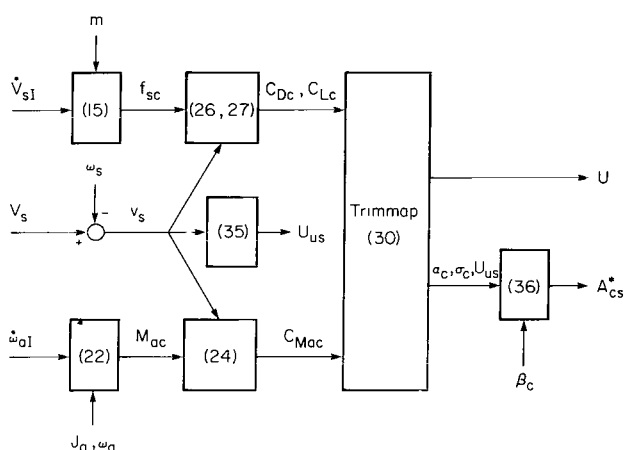 m
V̇sI
(15)
fsc
(26, 27)
CDc , CLc
ωs
Vs
+
−
vs
(35)
Uus
Trimmap
(30)
U
αc,σc,Uus
(36)
A*cs
βc
ω̇aI
(22)
Mac
(24)
CMac
Ja , ωa